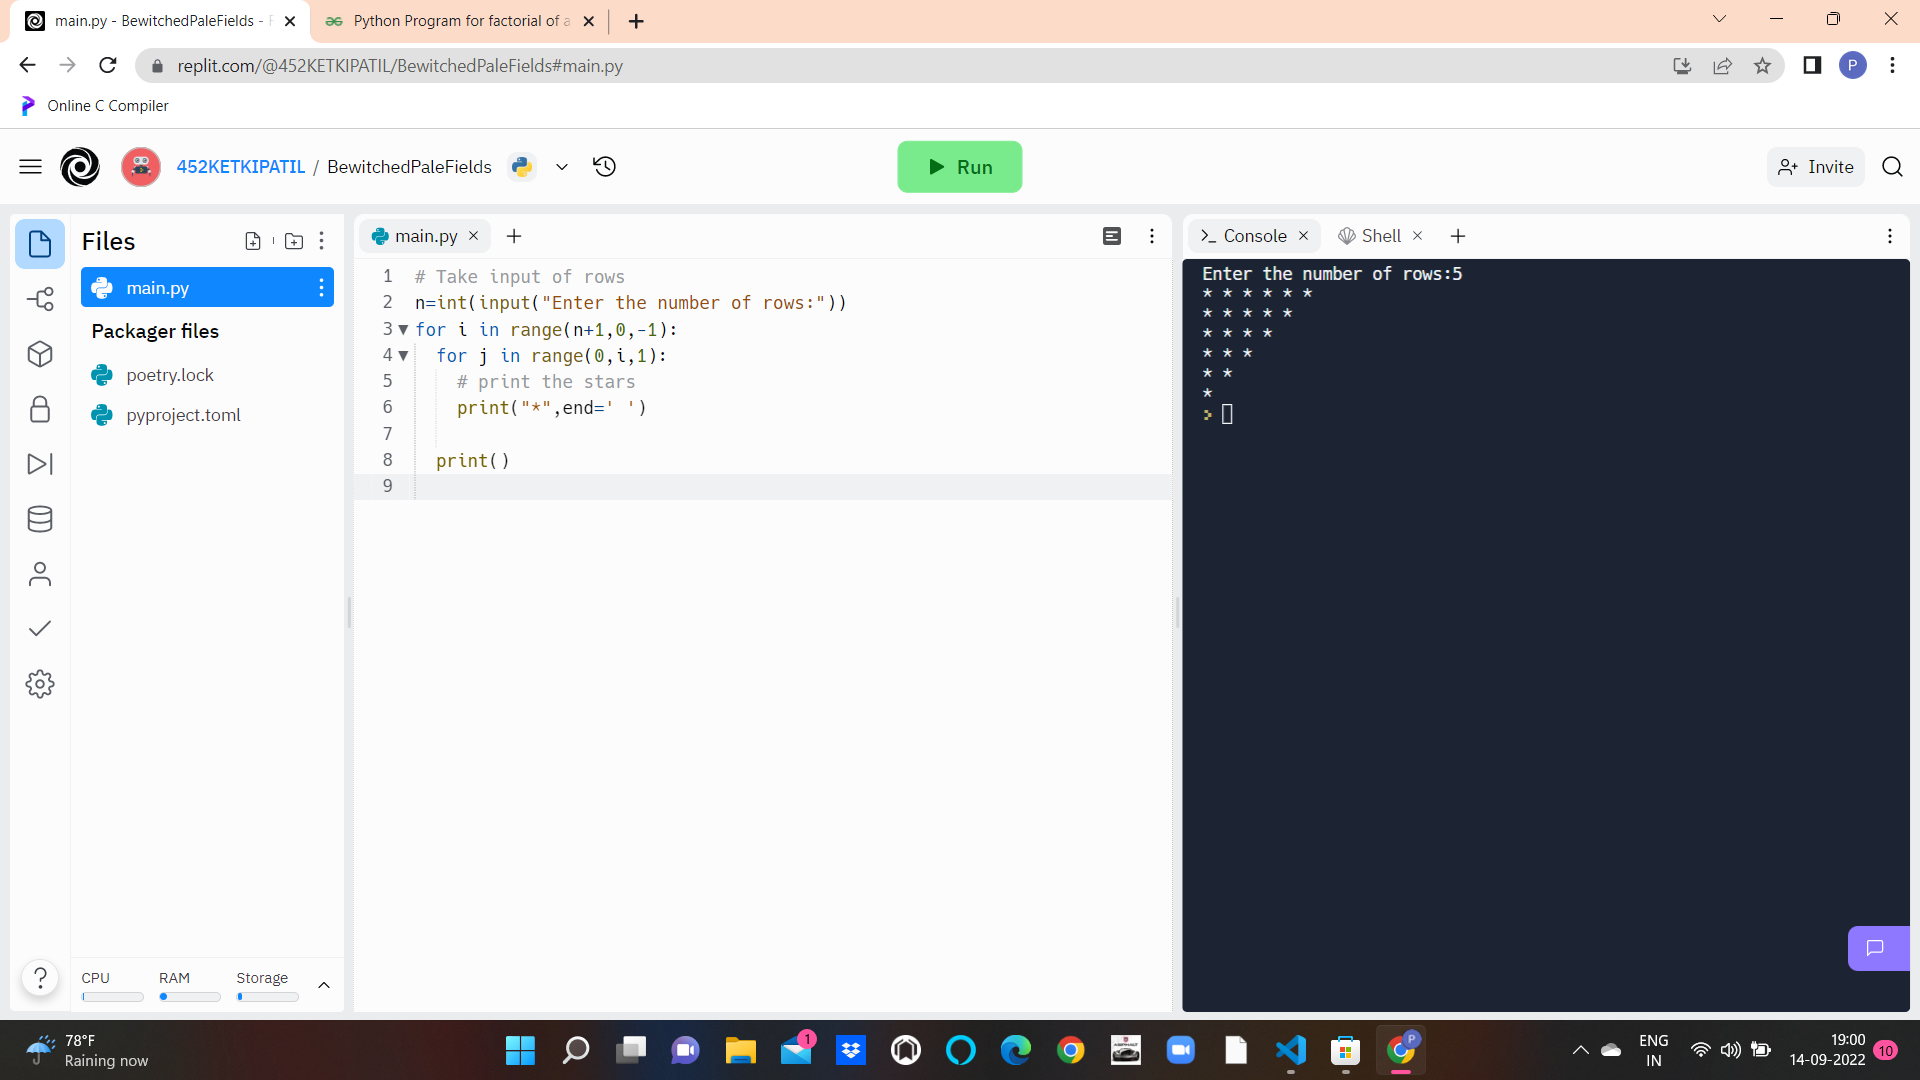 main.py - BewitchedPaleFields -
Python Program for factorial of a
replit.com/@452KETKIPATIL/BewitchedPaleFields#main.py
P
Online C Compiler
452KETKIPATIL / BewitchedPaleFields
Run
Invite
Files
main.py
Packager files
poetry.lock
pyproject.toml
CPU
RAM
Storage
main.py
1 # Take input of rows
2 n=int(input("Enter the number of rows:"))
3 for i in range(n+1,0,-1):
4 for j in range(0,i,1):
5 # print the stars
6 print("*",end=' ')
7
8 print()
9
Console
Shell
Enter the number of rows:5
* * * * * *
* * * * *
* * * *
* * *
* *
*
>
?
78°F
Raining now
1
P
ENG
IN
19:00
14-09-2022
10